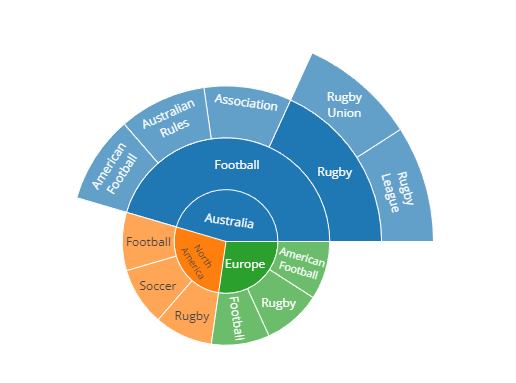 Rugby
Union
Association
Australian
Rules
American
Football
Football
Rugby
Rugby
League
Australia
Football
North
America
Europe
American
Football
Soccer
Rugby
Football
Rugby